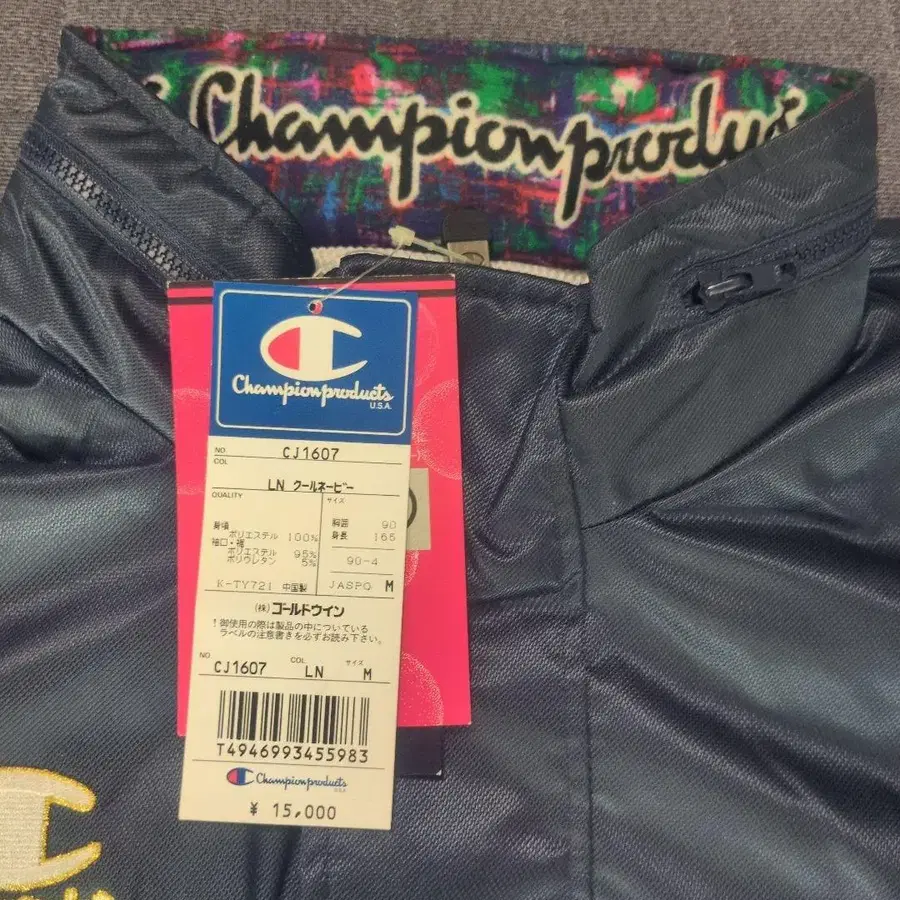 Championproduc
Championproducts
U.S.A.
NO. CJ1607
COL
LN クールネービー
QUALITY
サイズ
身頃
ポリエステル 100%
袖口・裾
ポリエステル 95%
ポリウレタン 5%
胸囲 90
身長 165
90-4
K-TY721 中国製 JASPO M
(株)ゴールドウイン
！御使用の際は製品の中についている
ラベルの注意書きを必ずお読み下さい。
NO CJ1607 COL LN サイズ M
T4946993455983
Championproducts
¥ 15,000